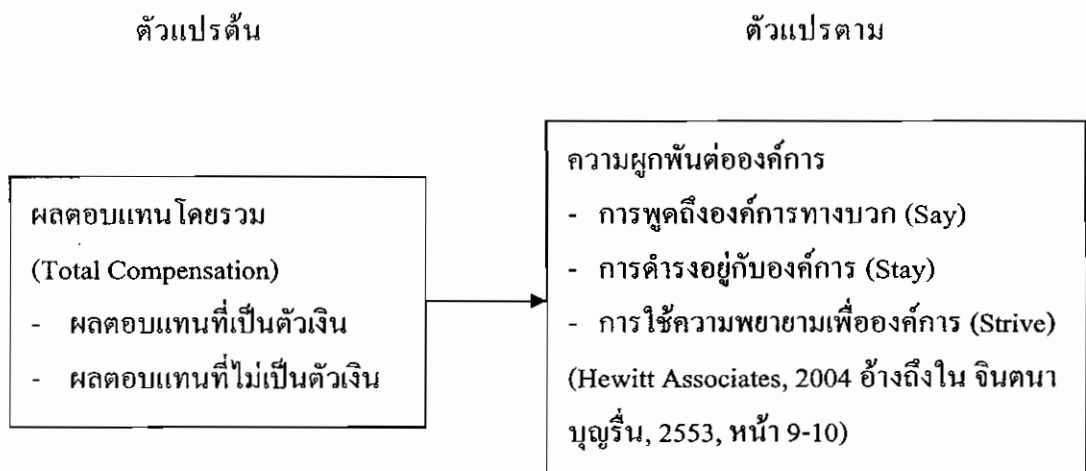 ตัวแปรต้น
ตัวแปรตาม
ผลตอบแทนโดยรวม
(Total Compensation)
- ผลตอบแทนที่เป็นตัวเงิน
- ผลตอบแทนที่ไม่เป็นตัวเงิน
ความผูกพันต่อองค์การ
- การพูดถึงองค์การทางบวก (Say)
- การดำรงอยู่กับองค์การ (Stay)
- การใช้ความพยายามเพื่อองค์การ (Strive)
(Hewitt Associates, 2004 อ้างถึงใน จินตนา
บุญรื่น, 2553, หน้า 9-10)